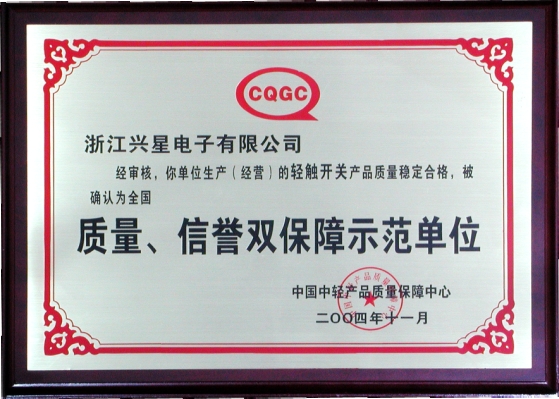 CQGC
浙江兴星电子有限公司
经审核，你单位生产（经营）的轻触开关产品质量稳定合格，被
确认为全国
质量、信誉双保障示范单位
中国中轻产品质量保障中心
二〇〇四年十一月